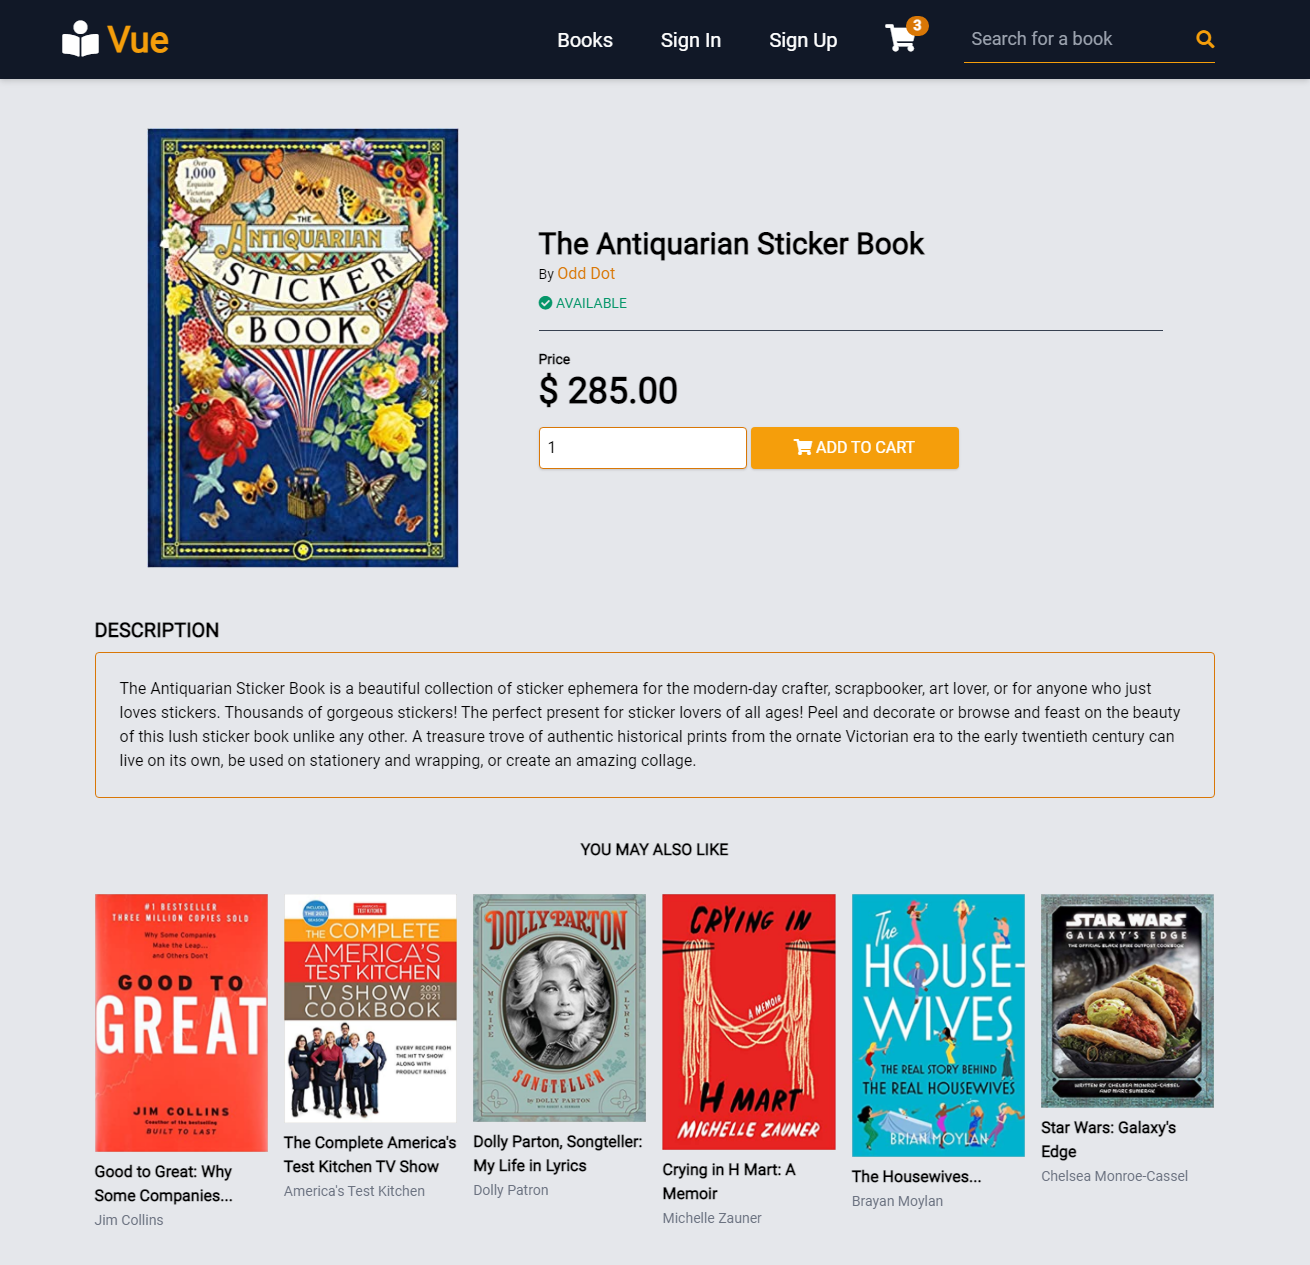 Vue
Books
Sign In
Sign Up
3
Search for a book
Over
1,000
Exquisite
Victorian
Stickers
THE
ANTIQUARIAN
STICKER
BOOK
The Antiquarian Sticker Book
By Odd Dot
AVAILABLE
Price
$ 285.00
1
ADD TO CART
DESCRIPTION
The Antiquarian Sticker Book is a beautiful collection of sticker ephemera for the modern-day crafter, scrapbooker, art lover, or for anyone who just
loves stickers. Thousands of gorgeous stickers! The perfect present for sticker lovers of all ages! Peel and decorate or browse and feast on the beauty
of this lush sticker book unlike any other. A treasure trove of authentic historical prints from the ornate Victorian era to the early twentieth century can
live on its own, be used on stationery and wrapping, or create an amazing collage.
YOU MAY ALSO LIKE
#1 BESTSELLER
THREE MILLION COPIES SOLD
Why Some Companies
Make the Leap...
and Others Don't
GOOD TO
GREAT
JIM COLLINS
Coauthor of the bestselling
BUILT TO LAST
Good to Great: Why
Some Companies...
Jim Collins
INCLUDES
THE 2021
SEASON
TEST KITCHEN
THE COMPLETE
AMERICA'S
TEST KITCHEN
TV SHOW 2001
COOKBOOK 2021
EVERY RECIPE FROM
THE HIT TV SHOW
ALONG WITH
PRODUCT RATINGS
The Complete America's
Test Kitchen TV Show
America's Test Kitchen
DOLLY PARTON
MY LIFE
in LYRICS
SONGTELLER
by DOLLY PARTON
Dolly Parton, Songteller:
My Life in Lyrics
Dolly Patron
CRYING IN
A MEMOIR
H MART
MICHELLE ZAUNER
Crying in H Mart: A
Memoir
Michelle Zauner
The
HOUSE-
WIVES
THE REAL STORY BEHIND
THE REAL HOUSEWIVES
BRIAN MOYLAN
The Housewives...
Brayan Moylan
STAR WARS
GALAXY'S EDGE
THE OFFICIAL BLACK SPIRE OUTPOST COOKBOOK
WRITTEN BY CHELSEA MONROE-CASSEL
AND MARC SUMERAK
Star Wars: Galaxy's
Edge
Chelsea Monroe-Cassel